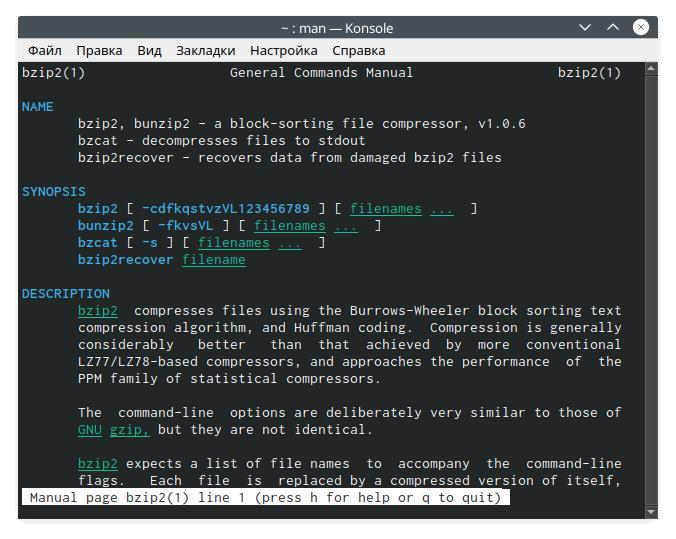 ~ : man — Konsole
Файл Правка Вид Закладки Настройка Справка
bzip2(1) General Commands Manual bzip2(1)
NAME
bzip2, bunzip2 − a block-sorting file compressor, v1.0.6
bzcat − decompresses files to stdout
bzip2recover − recovers data from damaged bzip2 files
SYNOPSIS
bzip2 [ −cdfkqstvzVL123456789 ] [ filenames ... ]
bunzip2 [ −fkvsVL ] [ filenames ... ]
bzcat [ −s ] [ filenames ... ]
bzip2recover filename
DESCRIPTION
bzip2 compresses files using the Burrows-Wheeler block sorting text
compression algorithm, and Huffman coding. Compression is generally
considerably better than that achieved by more conventional
LZ77/LZ78-based compressors, and approaches the performance of the
PPM family of statistical compressors.
The command-line options are deliberately very similar to those of
GNU gzip, but they are not identical.
bzip2 expects a list of file names to accompany the command-line
flags. Each file is replaced by a compressed version of itself,
Manual page bzip2(1) line 1 (press h for help or q to quit)